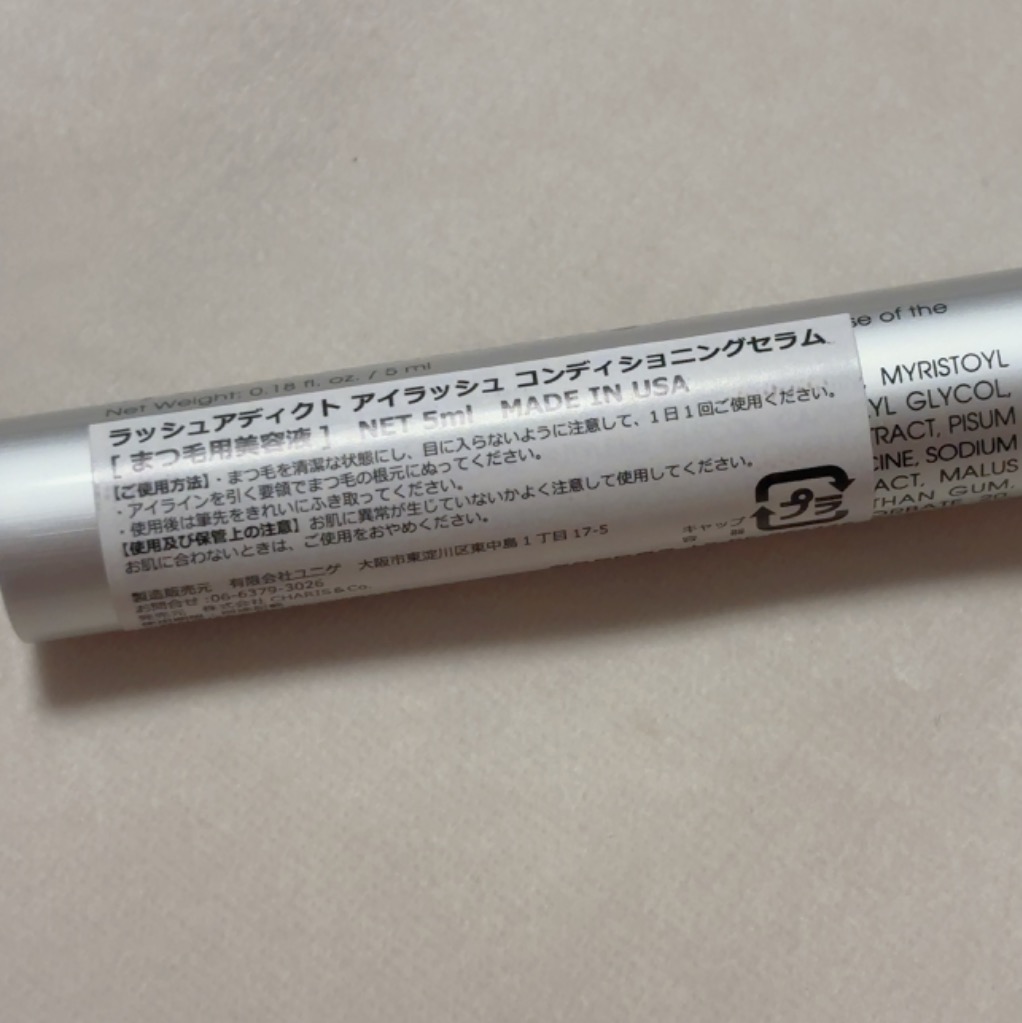 Net Weight: 0.18 fl. oz. / 5 ml
ラッシュアディクト アイラッシュ コンディショニングセラム
[ まつ毛用美容液 ] NET 5ml MADE IN USA
【ご使用方法】・まつ毛を清潔な状態にし、目に入らないように注意して、1日1回ご使用ください。
・アイラインを引く要領でまつ毛の根元にぬってください。
・使用後は筆先をきれいにふき取ってください。
【使用及び保管上の注意】お肌に異常が生じていないかよく注意して使用してください。
お肌に合わないときは、ご使用をおやめください。
製造販売元 有限会社ユニゲ 大阪市東淀川区東中島1丁目17-5
お問合せ:06-6379-3026
発売元 株式会社 CHARIS & Co.
キャップ
容 器
プラ
se of the
MYRISTOYL
YL GLYCOL,
TRACT, PISUM
CINE, SODIUM
ACT, MALUS
THAN GUM,